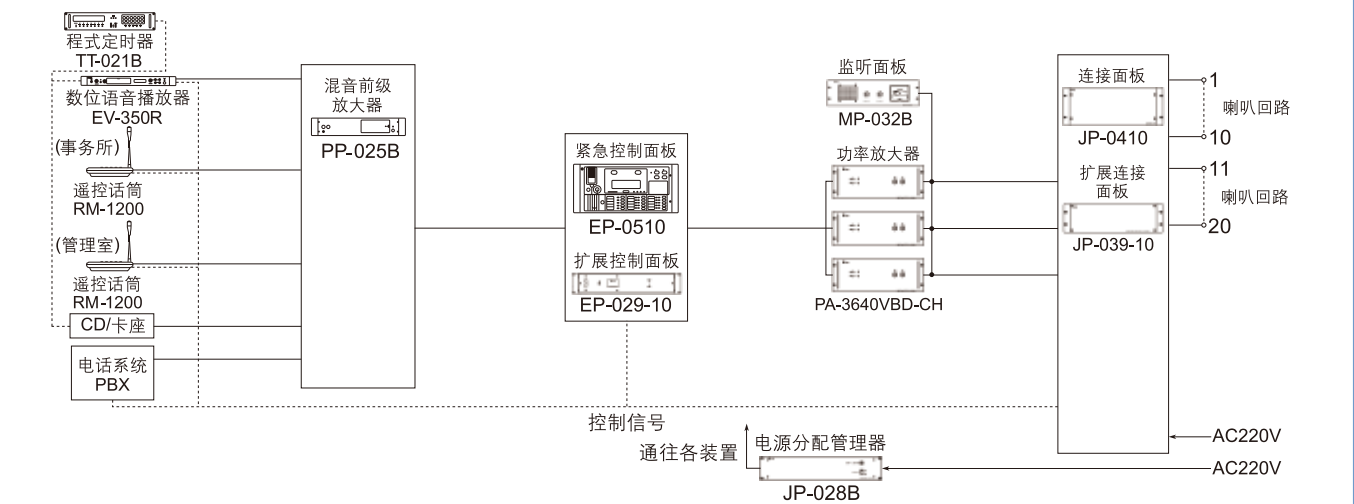 程式定时器
TT-021B
数位语音播放器
EV-350R
(事务所)
遥控话筒
RM-1200
(管理室)
遥控话筒
RM-1200
CD/卡座
电话系统
PBX
混音前级
放大器
PP-025B
紧急控制面板
EP-0510
扩展控制面板
EP-029-10
控制信号
监听面板
MP-032B
功率放大器
PA-3640VBD-CH
连接面板
JP-0410
扩展连接
面板
JP-039-10
1
喇叭回路
10
11
喇叭回路
20
AC220V
通往各装置
电源分配管理器
JP-028B
AC220V